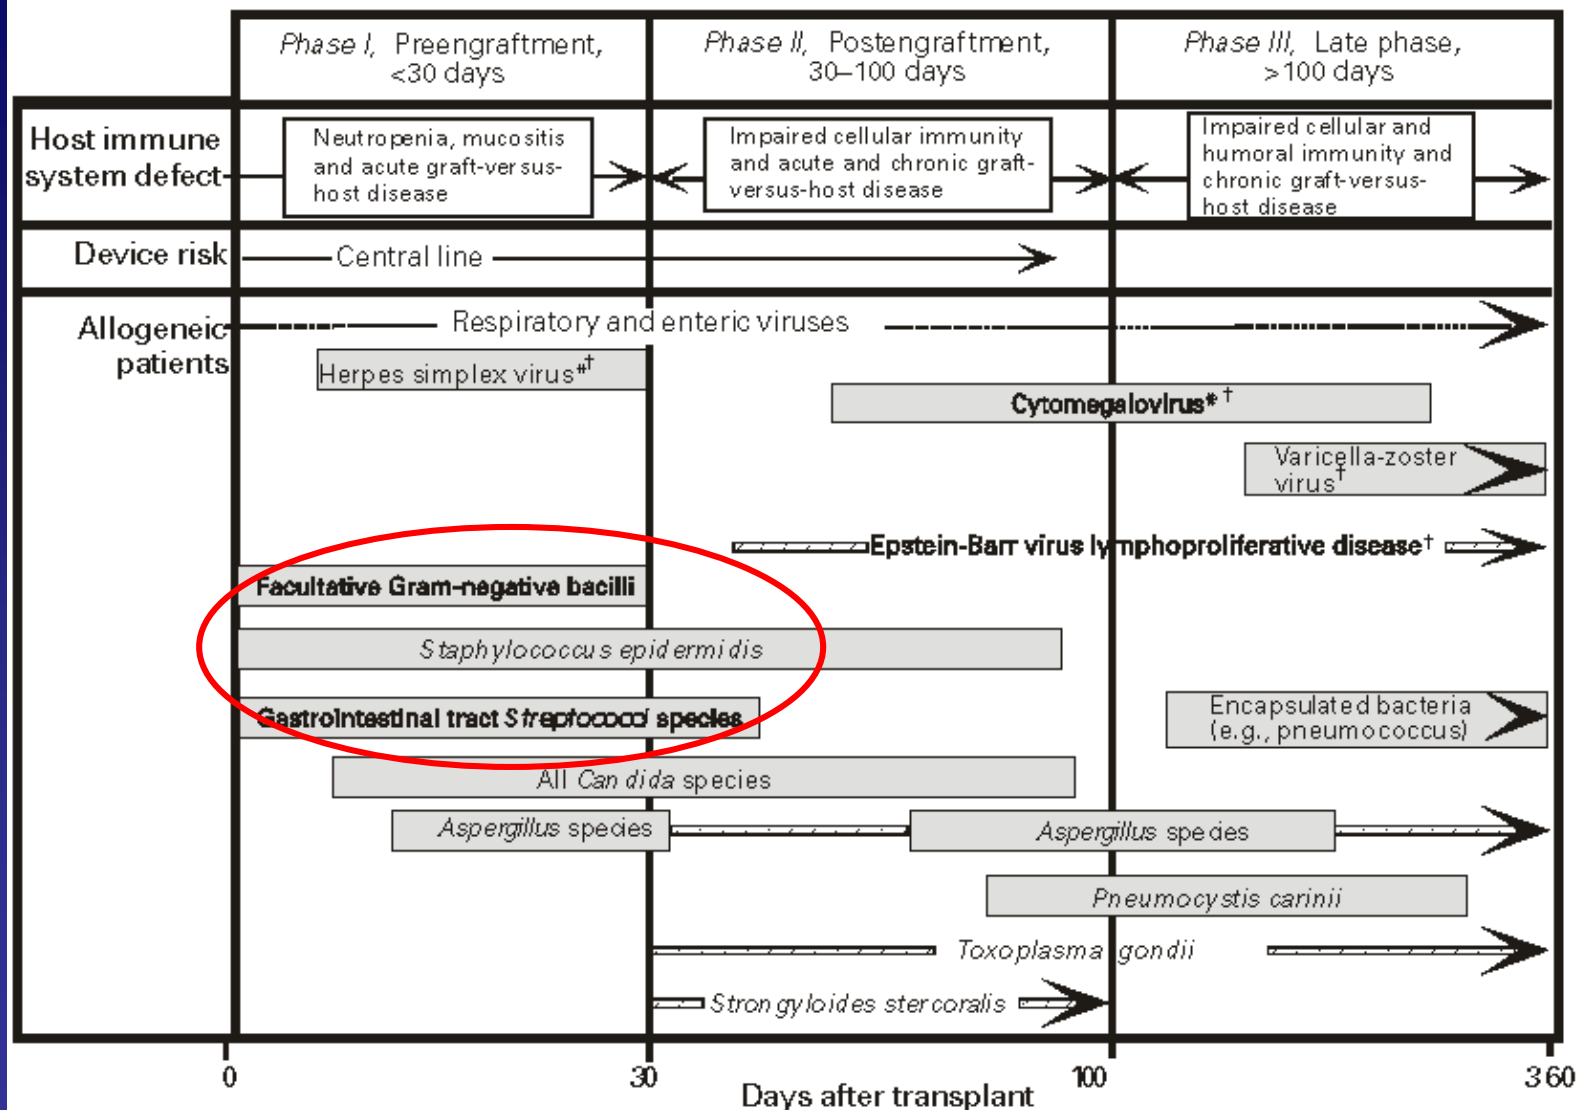 Phase I, Preengraftment,
<30 days
Phase II, Postengraftment,
30–100 days
Phase III, Late phase,
>100 days
Host immune
system defect
Neutropenia, mucositis
and acute graft-versus-
host disease
Impaired cellular immunity
and acute and chronic graft-
versus-host disease
Impaired cellular and
humoral immunity and
chronic graft-versus-
host disease
Device risk
Central line
Allogeneic
patients
Respiratory and enteric viruses
Herpes simplex virus*†
Cytomegalovirus* †
Varicella-zoster
virus†
Epstein-Barr virus lymphoproliferative disease†
Facultative Gram-negative bacilli
Staphylococcus epidermidis
Gastrointestinal tract Streptococci species
Encapsulated bacteria
(e.g., pneumococcus)
All Candida species
Aspergillus species
Aspergillus species
Pneumocystis carinii
Toxoplasma gondii
Strongyloides stercoralis
0
30
100
360
Days after transplant